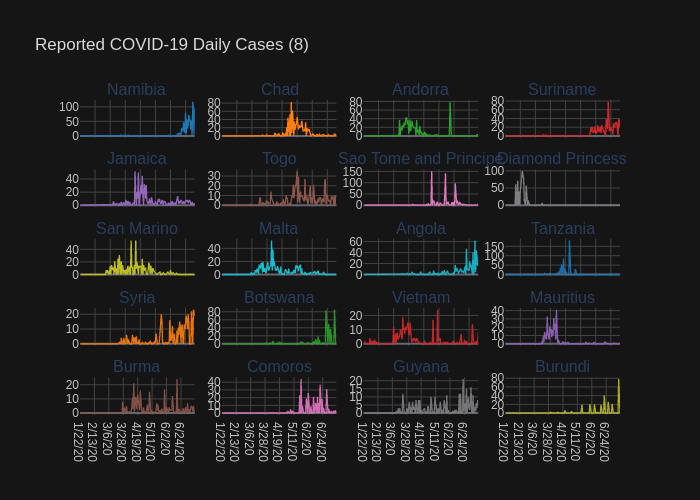 Reported COVID-19 Daily Cases (8)
Namibia Chad Andorra Suriname
100 50 0
80 60 40 20 0
80 60 40 20 0
80 60 40 20 0
Jamaica Togo Sao Tome and Principe Diamond Princess
40 20 0
30 20 10 0
150 100 50 0
100 50 0
San Marino Malta Angola Tanzania
40 20 0
40 20 0
60 40 20 0
150 100 50 0
Syria Botswana Vietnam Mauritius
20 10 0
80 60 40 20 0
20 10 0
40 30 20 10 0
Burma Comoros Guyana Burundi
20 10 0
40 30 20 10 0
20 15 10 5 0
80 60 40 20 0
1/22/20 2/13/20 3/6/20 3/28/20 4/19/20 5/11/20 6/2/20 6/24/20
1/22/20 2/13/20 3/6/20 3/28/20 4/19/20 5/11/20 6/2/20 6/24/20
1/22/20 2/13/20 3/6/20 3/28/20 4/19/20 5/11/20 6/2/20 6/24/20
1/22/20 2/13/20 3/6/20 3/28/20 4/19/20 5/11/20 6/2/20 6/24/20